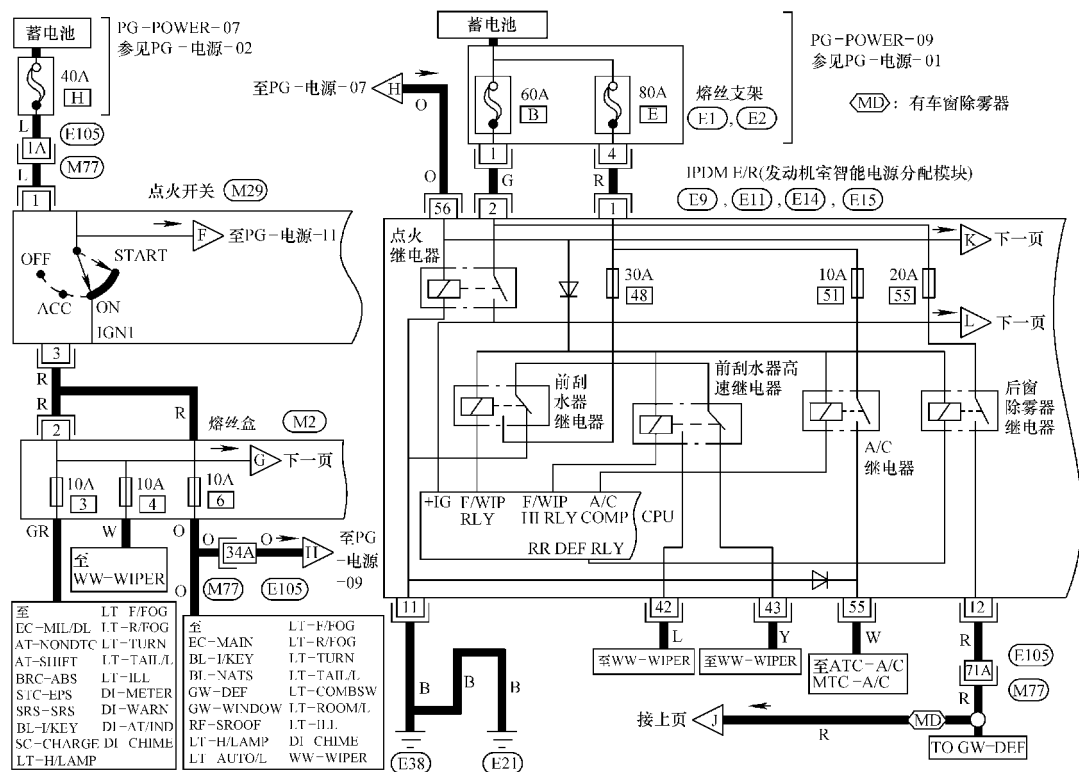 蓄电池
PG-POWER-07
参见PG-电源-02
40A
H
L
1A
E105
M77
L
1
点火开关 M29
F 至PG-电源-11
OFF
START
ACC
ON
IGN1
3
R
R
R
2
熔丝盒 M2
G 下一页
10A
3
10A
4
10A
6
GR
W
O
至
WW-WIPER
O
34A
O
H
至PG
-电源
-09
M77
E105
O
至
EC-MIL/DL
AT-NONDTC
AT-SHIFT
BRC-ABS
STC-EPS
SRS-SRS
BL-I/KEY
SC-CHARGE
LT-H/LAMP
LT F/FOG
LT-R/FOG
LT-TURN
LT-TAIL/L
LT-ILL
DI-METER
DI-WARN
DI-AT/IND
DI CHIME
至
EC-MAIN
BL-I/KEY
BL-NATS
GW-DEF
GW-WINDOW
RF-SROOF
LT-H/LAMP
LT AUTO/L
LT-F/FOG
LT-R/FOG
LT-TURN
LT-TAIL/L
LT-COMBSW
LT-ROOM/L
LT-ILL
DI CHIME
WW-WIPER
蓄电池
PG-POWER-09
参见PG-电源-01
MD：有车窗除雾器
至PG-电源-07 H
O
60A
B
80A
E
熔丝支架
E1，E2
1
4
O
G
R
IPDM E/R(发动机室智能电源分配模块)
E9，E11，E14，E15
56
2
1
点火
继电器
K 下一页
30A
48
10A
51
20A
55
L 下一页
前刮
水器
继电器
前刮水器高
速继电器
A/C
继电器
后窗
除雾器
继电器
+IG
F/WIP
RLY
F/WIP
HI RLY
A/C
COMP
CPU
RR DEF RLY
11
42
43
55
12
L
Y
W
R
至WW-WIPER
至WW-WIPER
至ATC-A/C
MTC-A/C
71A
E105
M77
R
B
B
B
E38
E21
接上页 J
R
MD
TO GW-DEF